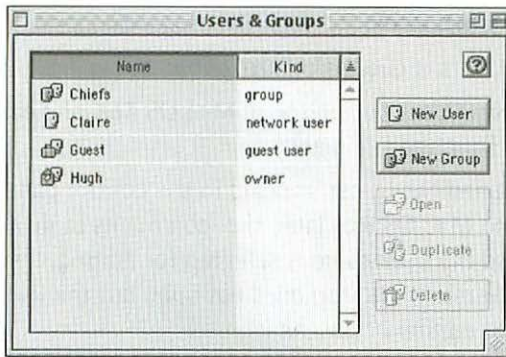 Users & Groups
Name Kind
Chiefs group
Claire network user
Guest guest user
Hugh owner
?
New User
New Group
Open
Duplicate
Delete